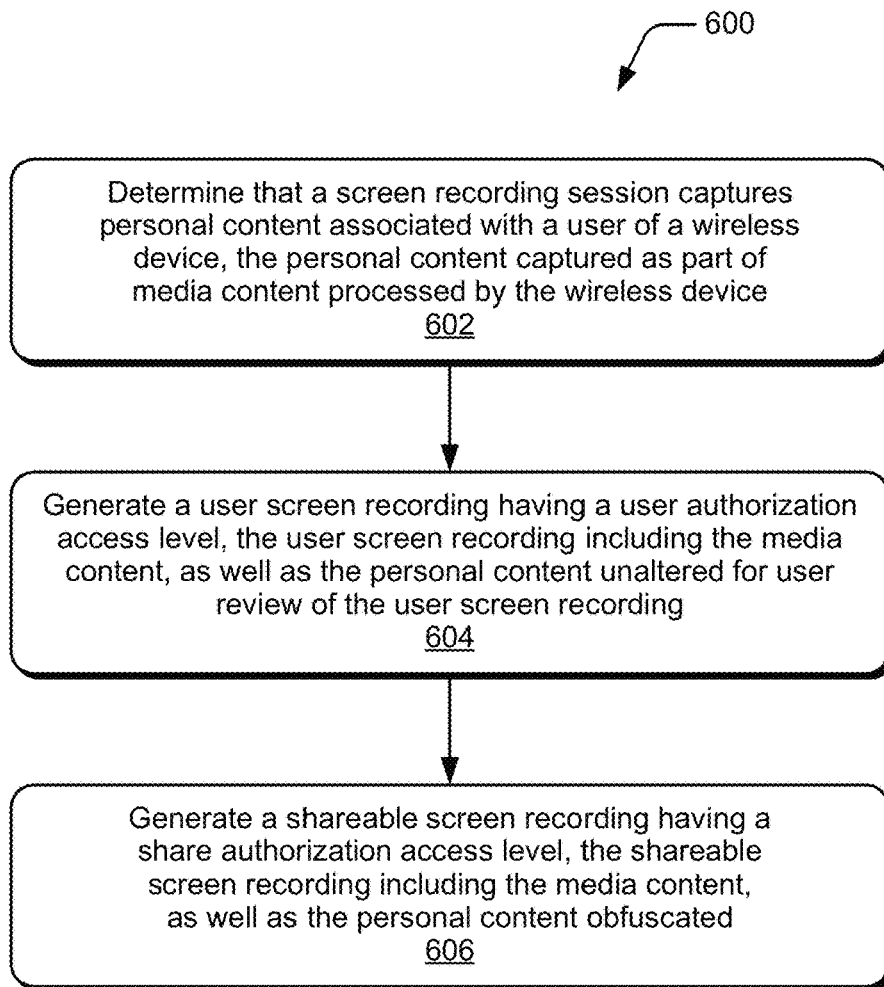 600
Determine that a screen recording session captures
personal content associated with a user of a wireless
device, the personal content captured as part of
media content processed by the wireless device
602
Generate a user screen recording having a user authorization
access level, the user screen recording including the media
content, as well as the personal content unaltered for user
review of the user screen recording
604
Generate a shareable screen recording having a
share authorization access level, the shareable
screen recording including the media content,
as well as the personal content obfuscated
606